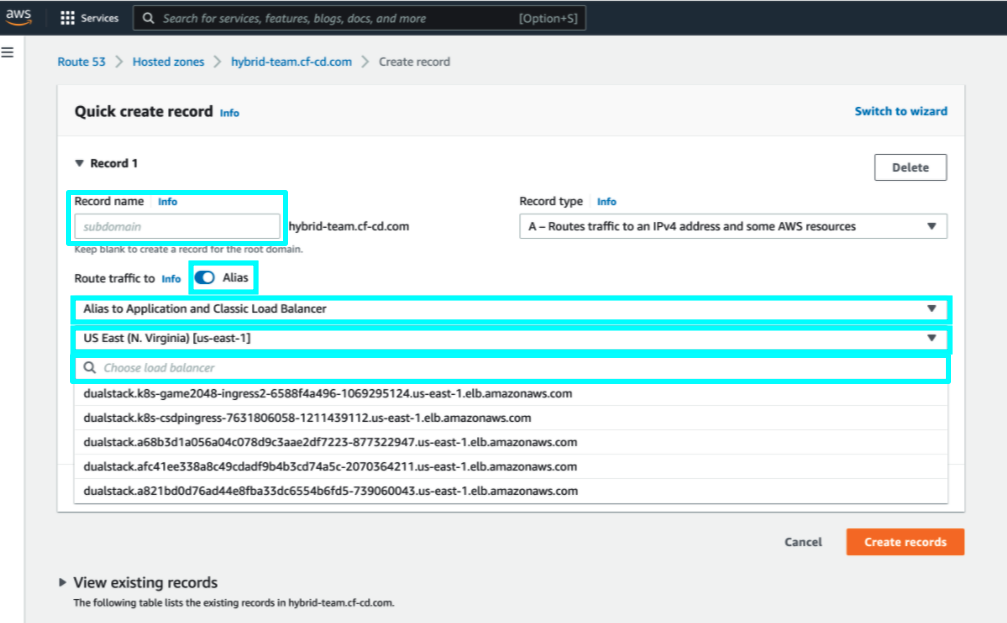 aws Services Search for services, features, blogs, docs, and more [Option+S]
Route 53 > Hosted zones > hybrid-team.cf-cd.com > Create record
Quick create record Info Switch to wizard
Record 1 Delete
Record name Info Record type Info
subdomain hybrid-team.cf-cd.com A – Routes traffic to an IPv4 address and some AWS resources
Keep blank to create a record for the root domain.
Route traffic to Info Alias
Alias to Application and Classic Load Balancer
US East (N. Virginia) [us-east-1]
Choose load balancer
dualstack.k8s-game2048-ingress2-6588f4a496-1069295124.us-east-1.elb.amazonaws.com
dualstack.k8s-csdpingress-7631806058-1211439112.us-east-1.elb.amazonaws.com
dualstack.a68b3d1a056a04c078d9c3aae2df7223-877322947.us-east-1.elb.amazonaws.com
dualstack.afc41ee338a8c49cdadf9b4b3cd74a5c-2070364211.us-east-1.elb.amazonaws.com
dualstack.a821bd0d76ad44e8fba33dc6554b6fd5-739060043.us-east-1.elb.amazonaws.com
Cancel Create records
View existing records
The following table lists the existing records in hybrid-team.cf-cd.com.